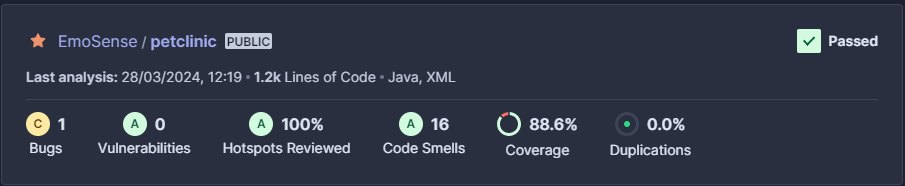 EmoSense / petclinic PUBLIC Passed
Last analysis: 28/03/2024, 12:19 • 1.2k Lines of Code • Java, XML
C 1 A 0 A 100% A 16 88.6% 0.0%
Bugs Vulnerabilities Hotspots Reviewed Code Smells Coverage Duplications